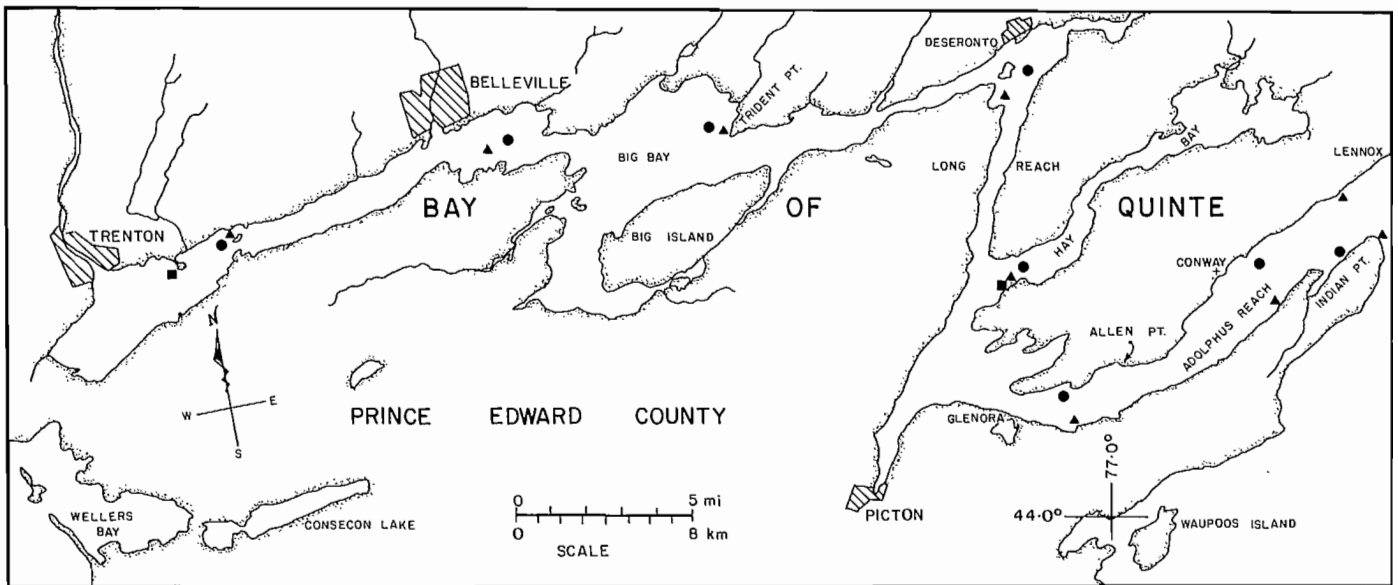 DESERONTO
BELLEVILLE
TRIDENT PT.
BIG BAY
LONG REACH
BAY
LENNOX
BAY OF QUINTE
TRENTON
BIG ISLAND
HAY
CONWAY
INDIAN PT.
ADOLPHUS REACH
ALLEN PT.
N
W E
S
PRINCE EDWARD COUNTY
GLENORA
77.0°
0 5 mi
0 8 km
SCALE
PICTON
44.0°
WAUPOOS ISLAND
WELLERS
BAY
CONSECON LAKE